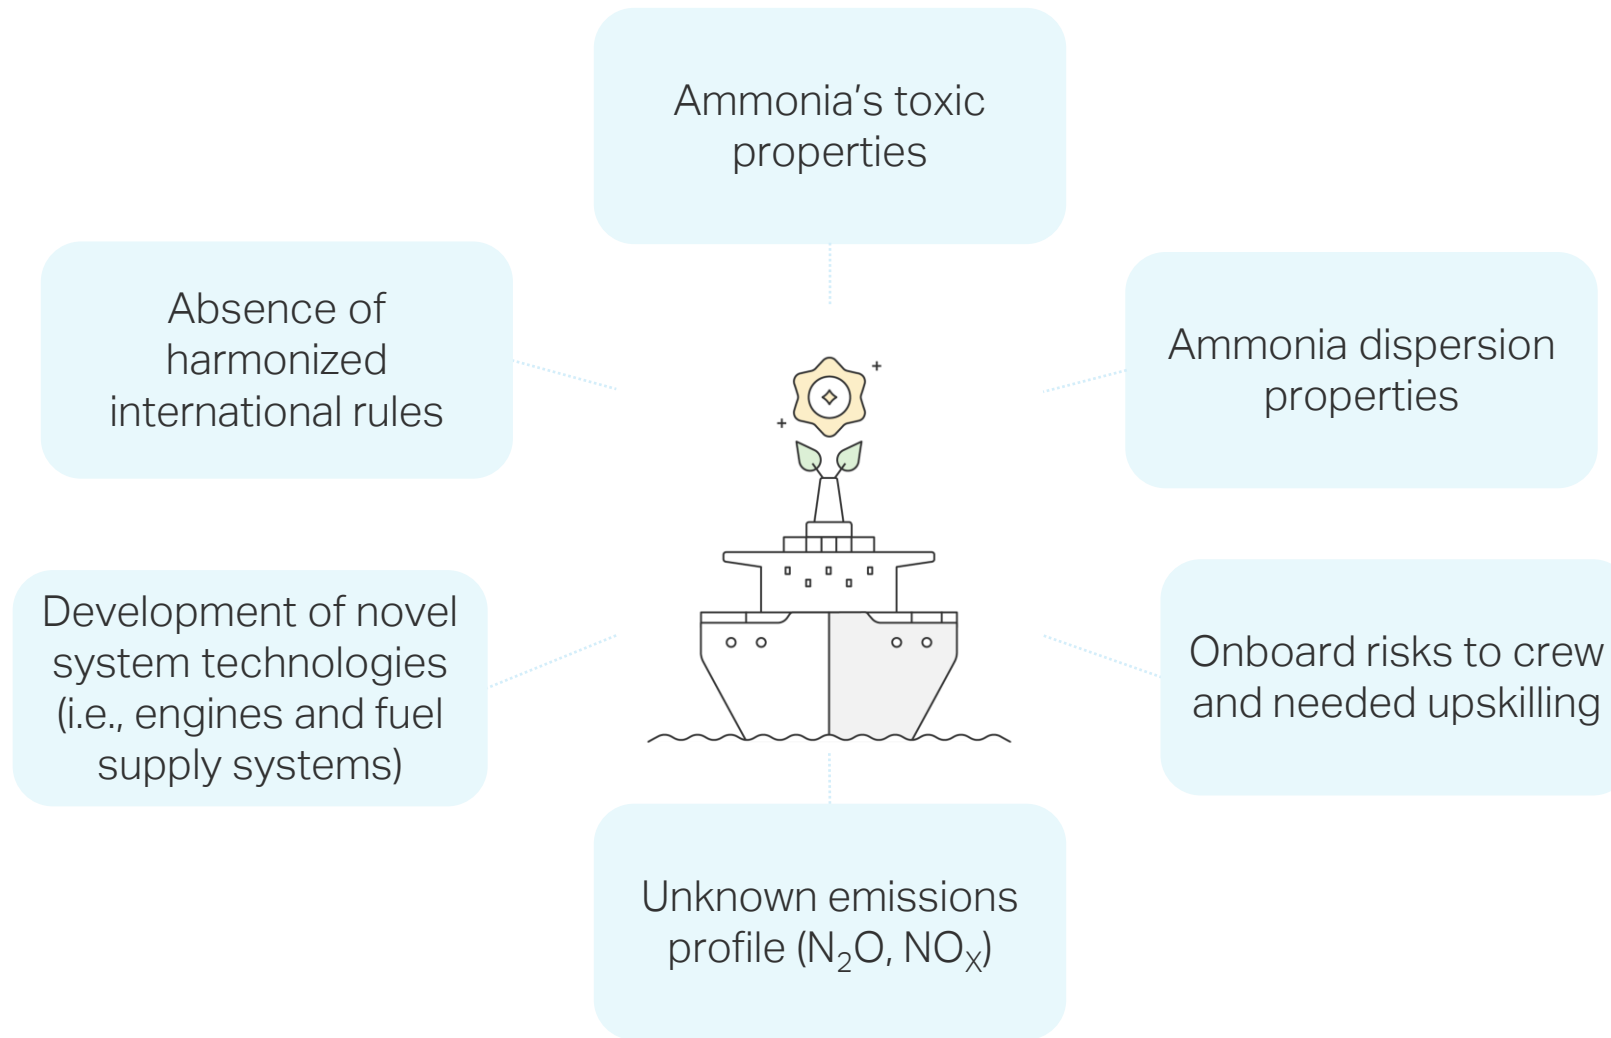 Ammonia's toxic
properties
Absence of
harmonized
international rules
Ammonia dispersion
properties
Development of novel
system technologies
(i.e., engines and fuel
supply systems)
Onboard risks to crew
and needed upskilling
Unknown emissions
profile (N₂O, NOₓ)